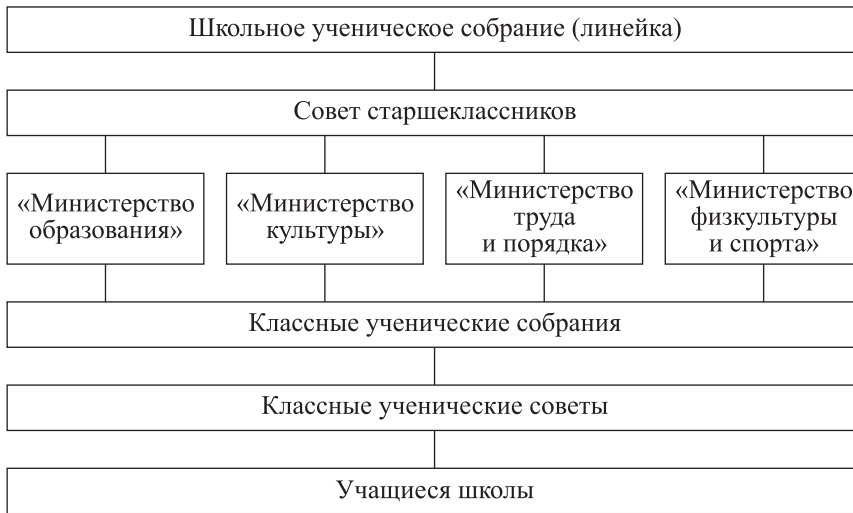 Школьное ученическое собрание (линейка)
Совет старшеклассников
«Министерство
образования»
«Министерство
культуры»
«Министерство
труда
и порядка»
«Министерство
физкультуры
и спорта»
Классные ученические собрания
Классные ученические советы
Учащиеся школы